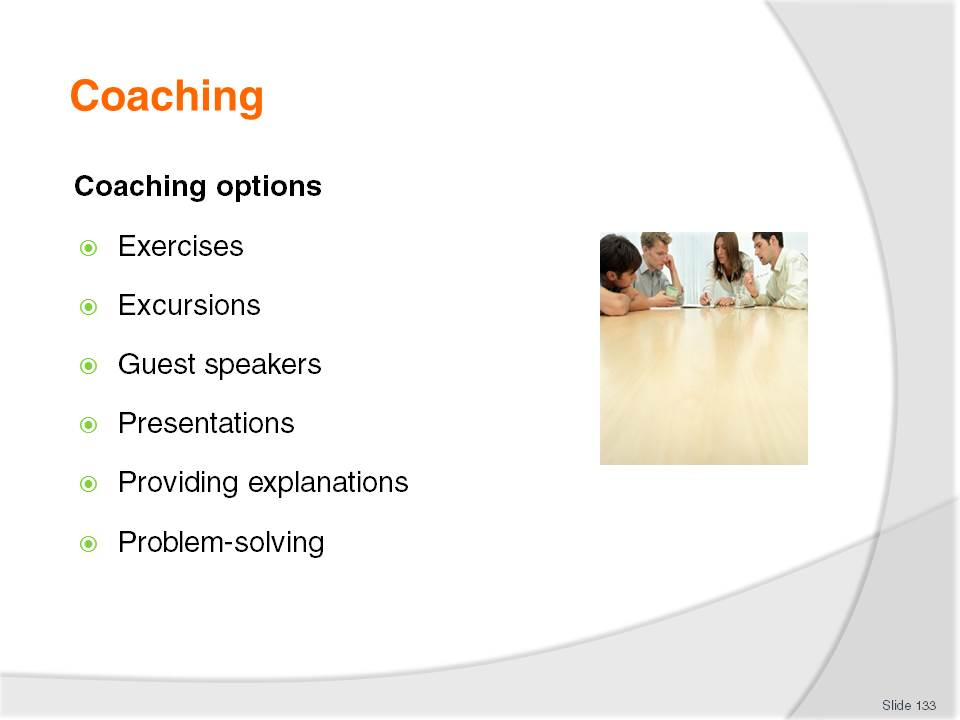 Coaching
Coaching options
Exercises
Excursions
Guest speakers
Presentations
Providing explanations
Problem-solving
Slide 133